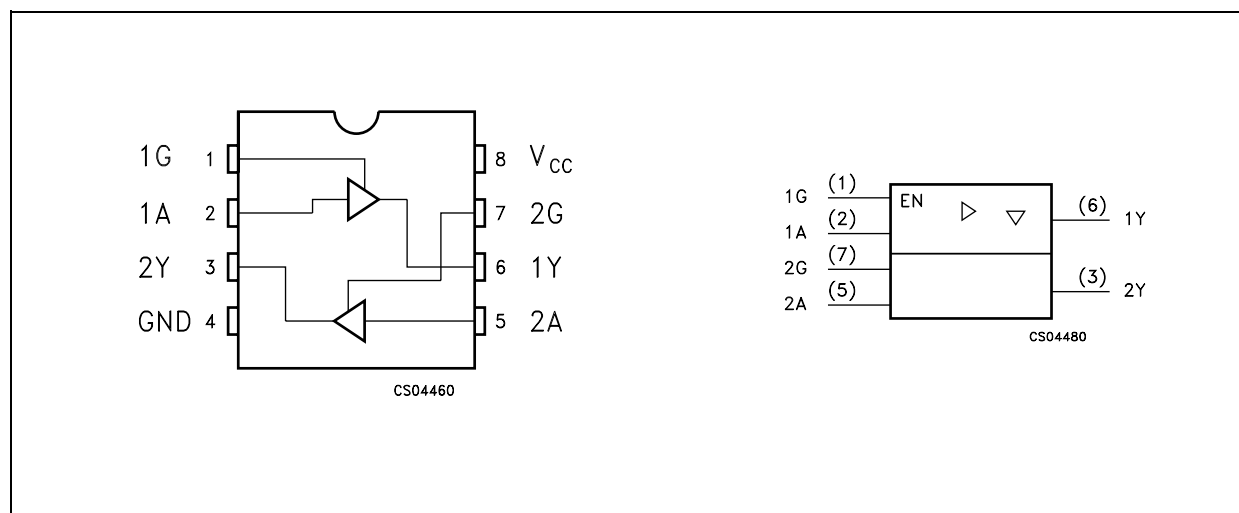 1G 1 8 VCC
1A 2 7 2G
2Y 3 6 1Y
GND 4 5 2A
CS04460
1G (1) EN
1A (2) (6) 1Y
2G (7)
2A (5) (3) 2Y
CS04480